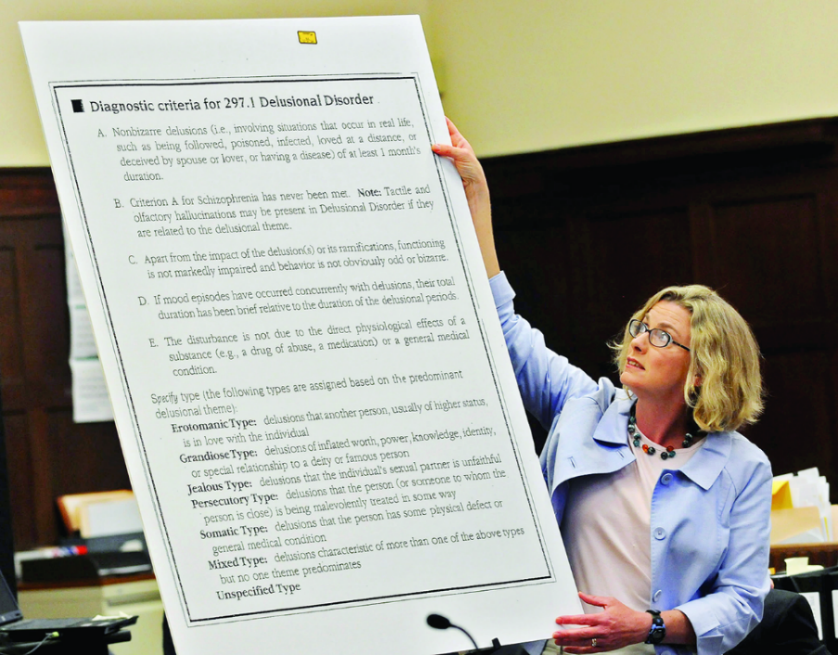 Diagnostic criteria for 297.1 Delusional Disorder
A. Nonbizarre delusions (i.e., involving situations that occur in real life,
such as being followed, poisoned, infected, loved at a distance, or
deceived by spouse or lover, or having a disease) of at least 1 month's
duration.
B. Criterion A for Schizophrenia has never been met. Note: Tactile and
olfactory hallucinations may be present in Delusional Disorder if they
are related to the delusional theme.
C. Apart from the impact of the delusion(s) or its ramifications, functioning
is not markedly impaired and behavior is not obviously odd or bizarre.
D. If mood episodes have occurred concurrently with delusions, their total
duration has been brief relative to the duration of the delusional periods.
E. The disturbance is not due to the direct physiological effects of a
substance (e.g., a drug of abuse, a medication) or a general medical
condition.
Specify type (the following types are assigned based on the predominant
delusional theme):
Erotomanic Type: delusions that another person, usually of higher status,
is in love with the individual
Grandiose Type: delusions of inflated worth, power, knowledge, identity,
or special relationship to a deity or famous person
Jealous Type: delusions that the individual's sexual partner is unfaithful
Persecutory Type: delusions that the person (or someone to whom the
person is close) is being malevolently treated in some way
Somatic Type: delusions that the person has some physical defect or
general medical condition
Mixed Type: delusions characteristic of more than one of the above types
but no one theme predominates
Unspecified Type